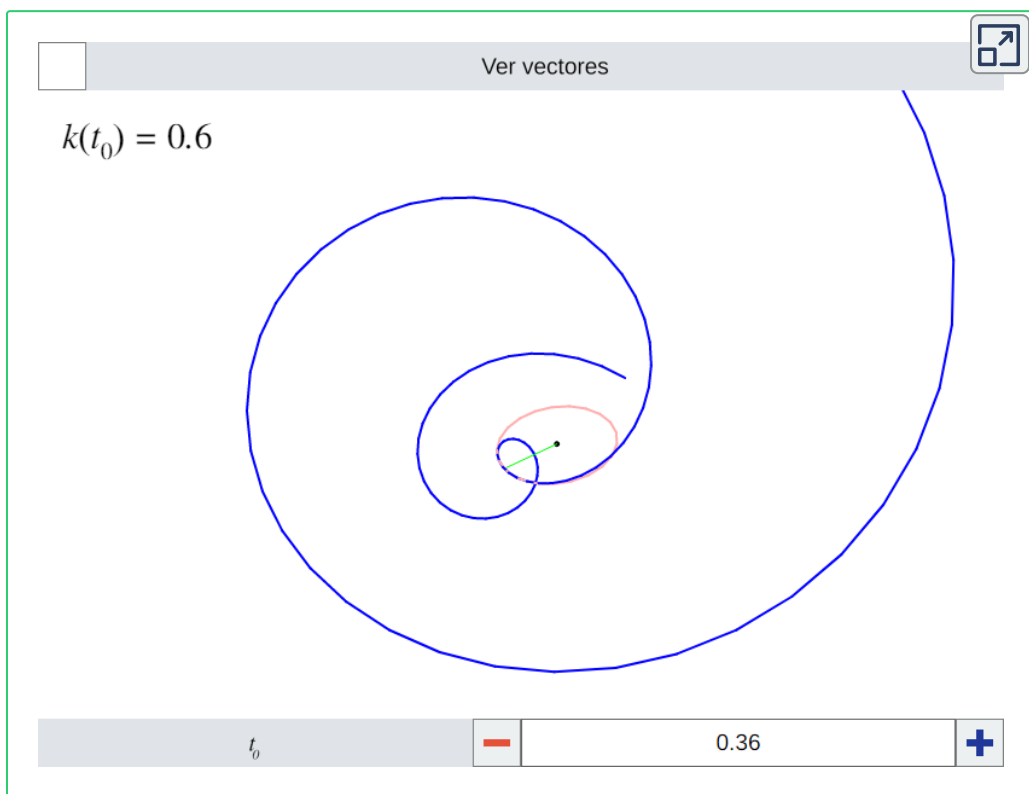 Ver vectores
k(t₀) = 0.6
t₀
0.36